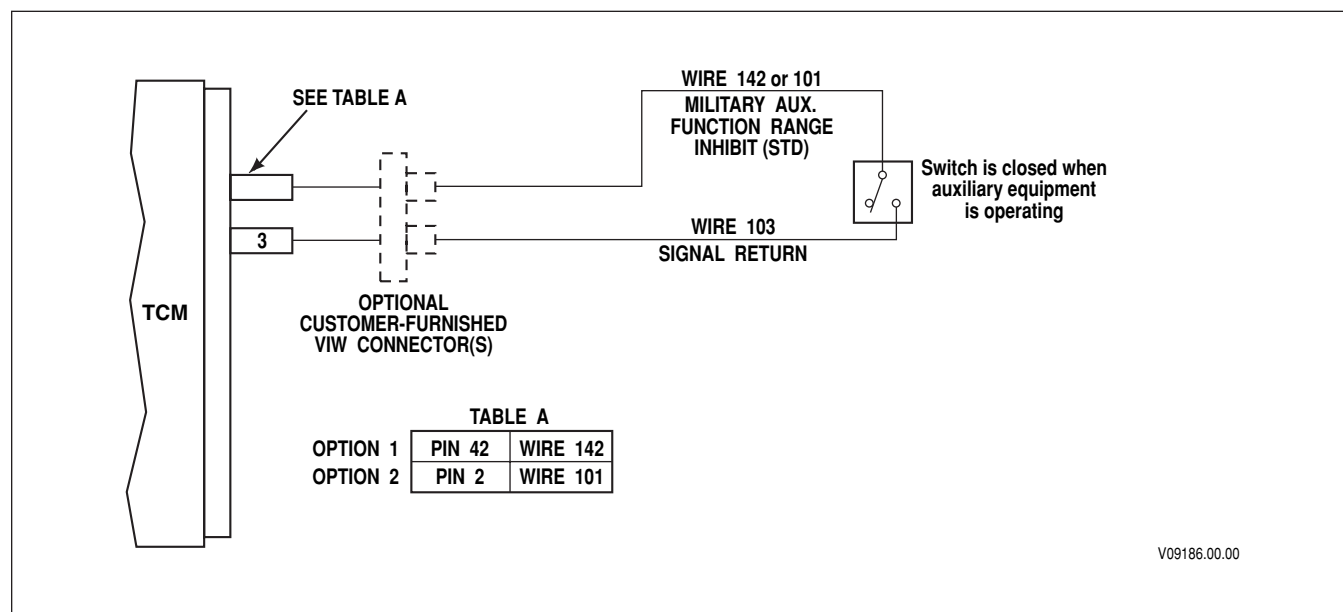 WIRE 142 or 101
MILITARY AUX.
FUNCTION RANGE
INHIBIT (STD)
SEE TABLE A
Switch is closed when
auxiliary equipment
is operating
WIRE 103
SIGNAL RETURN
3
TCM
OPTIONAL
CUSTOMER-FURNISHED
VIW CONNECTOR(S)
TABLE A
OPTION 1 PIN 42 WIRE 142
OPTION 2 PIN 2 WIRE 101
V09186.00.00